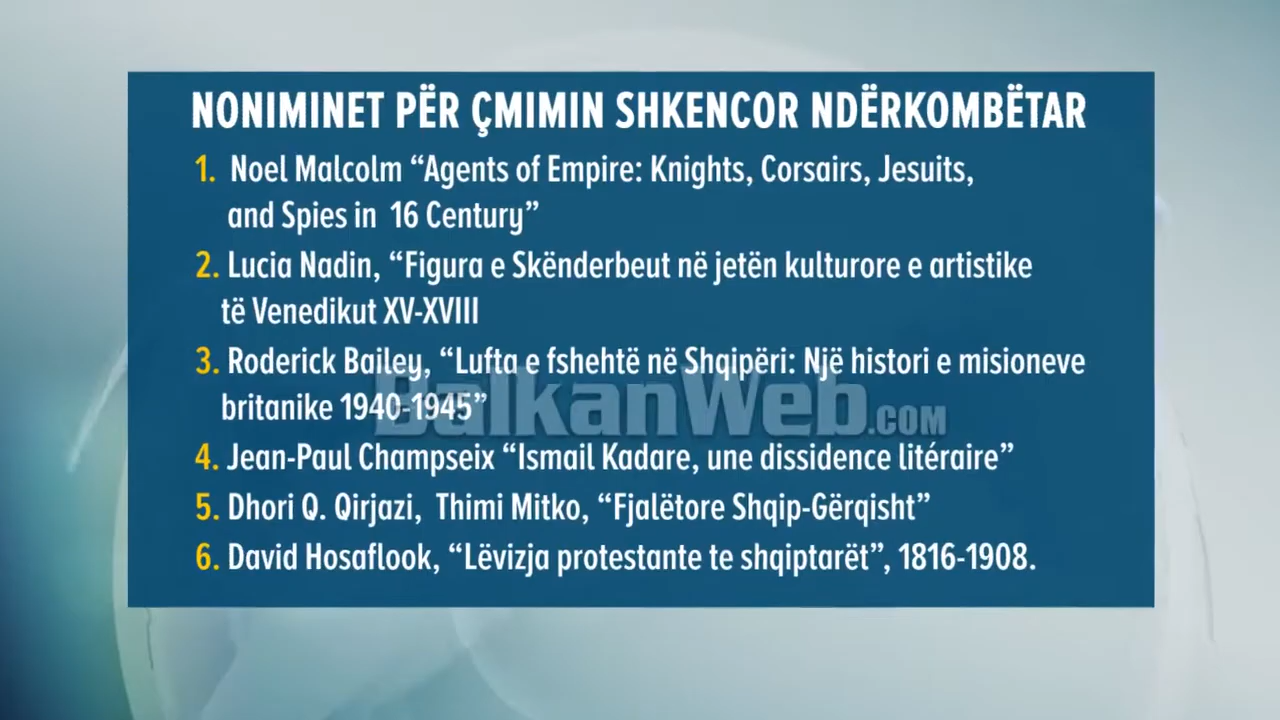 NONIMINET PËR ÇMIMIN SHKENCOR NDËRKOMBËTAR
1. Noel Malcolm “Agents of Empire: Knights, Corsairs, Jesuits,
and Spies in 16 Century”
2. Lucia Nadin, “Figura e Skënderbeut në jetën kulturore e artistike
të Venedikut XV-XVIII
3. Roderick Bailey, “Lufta e fshehtë në Shqipëri: Një histori e misioneve
britanike 1940-1945”
BalkanWeb.COM
4. Jean-Paul Champseix “Ismail Kadare, une dissidence litéraire”
5. Dhori Q. Qirjazi, Thimi Mitko, “Fjalëtore Shqip-Gërqisht”
6. David Hosaflook, “Lëvizja protestante te shqiptarët”, 1816-1908.